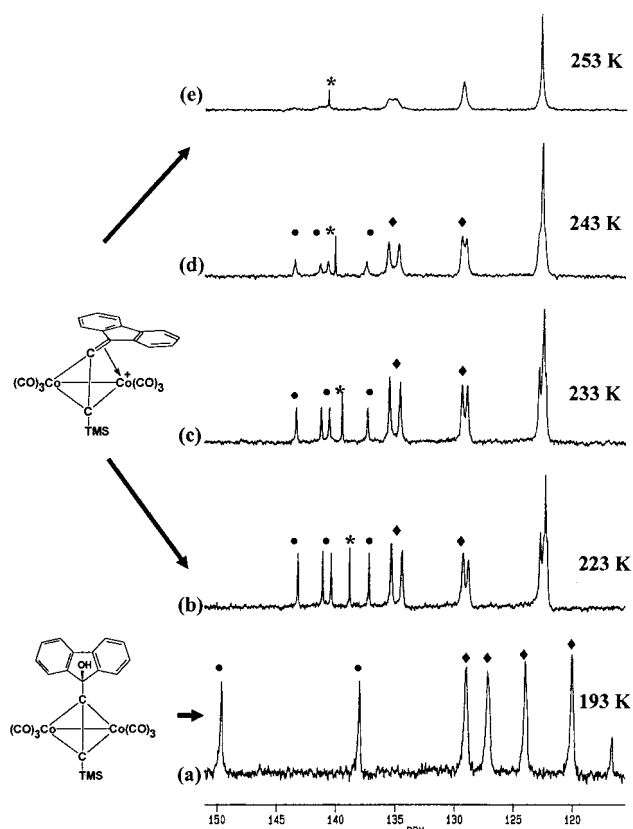 253 K
*
(e)
243 K
*
(d)
C
C
+
(CO)3Co
Co(CO)3
C
TMS
233 K
*
(c)
223 K
*
(b)
OH
C
(CO)3Co
Co(CO)3
C
TMS
193 K
(a)
150 145 140 135 130 125 120